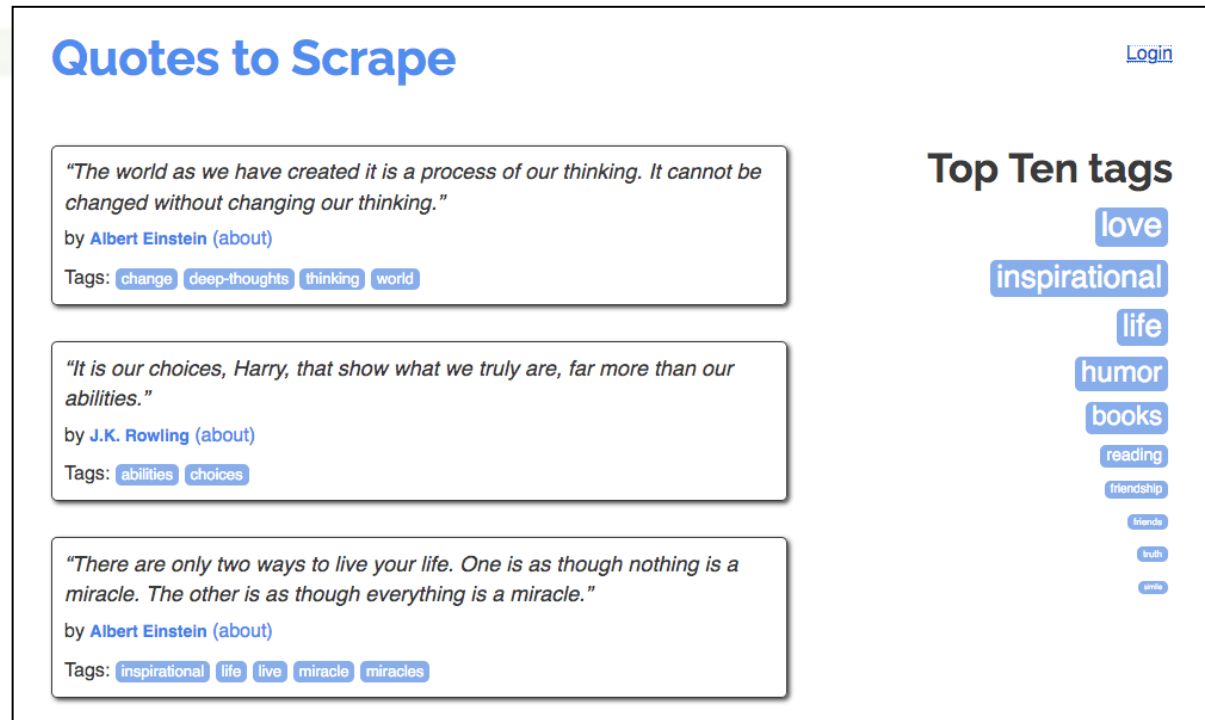 Quotes to Scrape
Login
“The world as we have created it is a process of our thinking. It cannot be
changed without changing our thinking.”
by Albert Einstein (about)
Tags: change deep-thoughts thinking world
“It is our choices, Harry, that show what we truly are, far more than our
abilities.”
by J.K. Rowling (about)
Tags: abilities choices
“There are only two ways to live your life. One is as though nothing is a
miracle. The other is as though everything is a miracle.”
by Albert Einstein (about)
Tags: inspirational life live miracle miracles
Top Ten tags
love
inspirational
life
humor
books
reading
friendship
friends
truth
simile